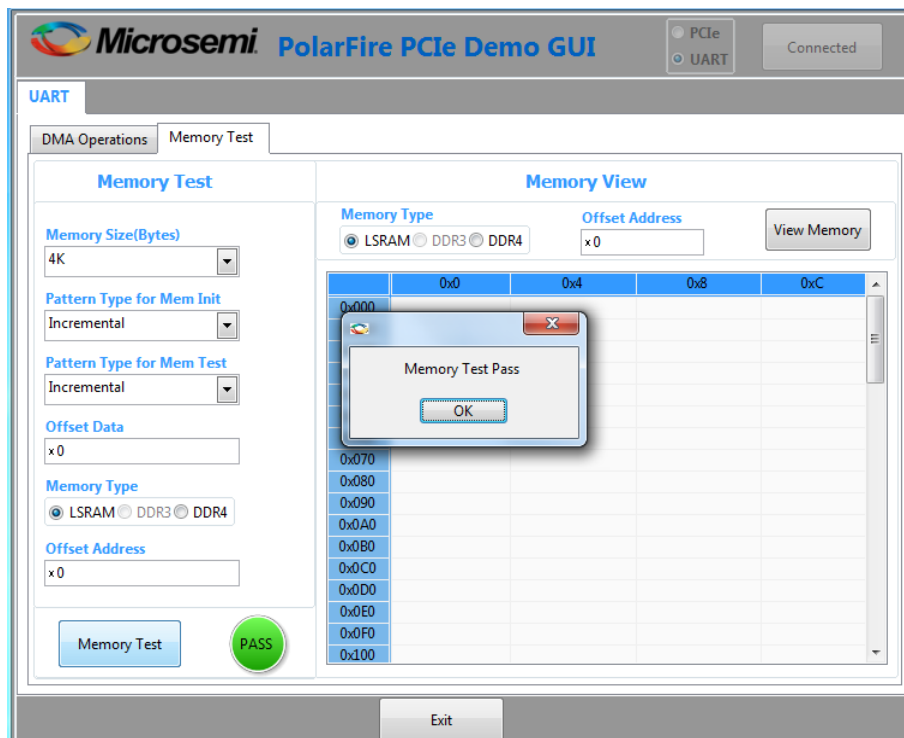 Microsemi. PolarFire PCIe Demo GUI
PCIe
UART
Connected
UART
DMA Operations
Memory Test
Memory Test
Memory Size(Bytes)
4K
Pattern Type for Mem Init
Incremental
Pattern Type for Mem Test
Incremental
Offset Data
x 0
Memory Type
LSRAM DDR3 DDR4
Offset Address
x 0
Memory Test
PASS
Memory View
Memory Type
LSRAM DDR3 DDR4
Offset Address
x 0
View Memory
0x0 0x4 0x8 0xC
0x000
Memory Test Pass
OK
0x070
0x080
0x090
0x0A0
0x0B0
0x0C0
0x0D0
0x0E0
0x0F0
0x100
Exit